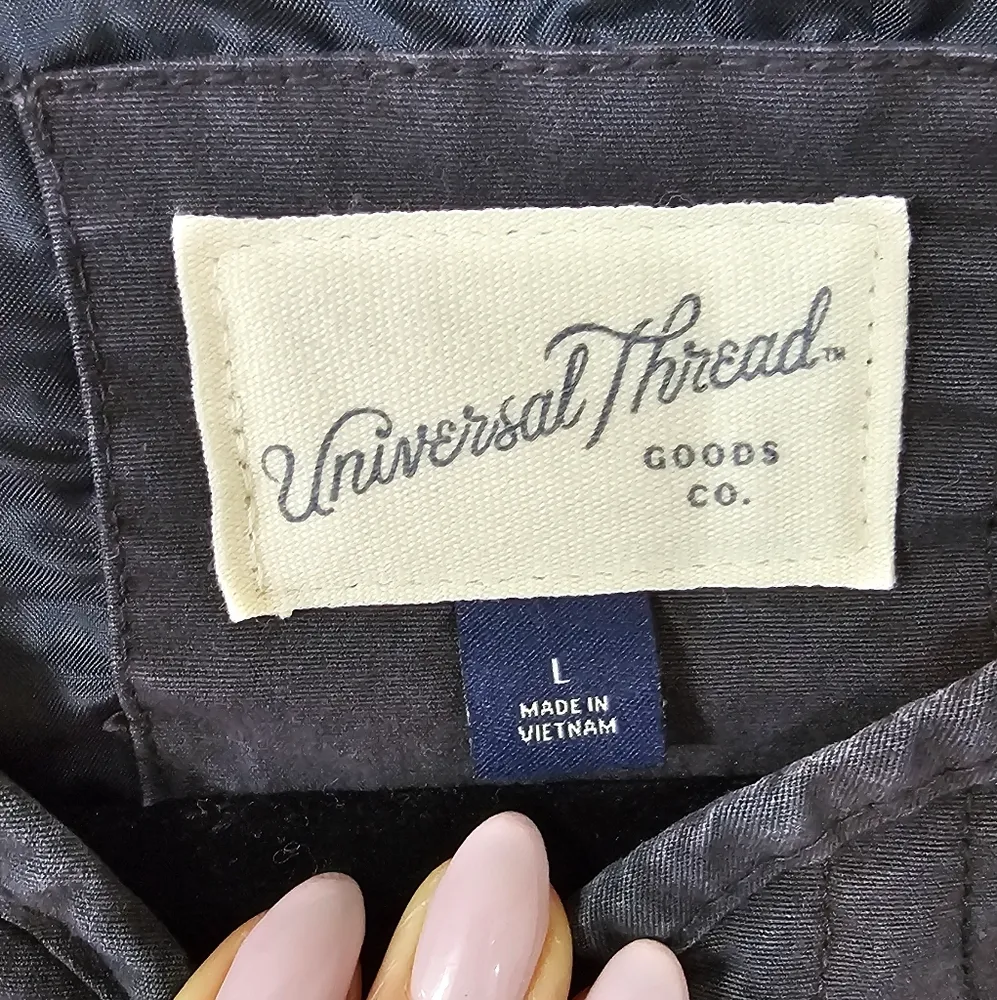 Universal Thread™
GOODS
CO.
L
MADE IN
VIETNAM